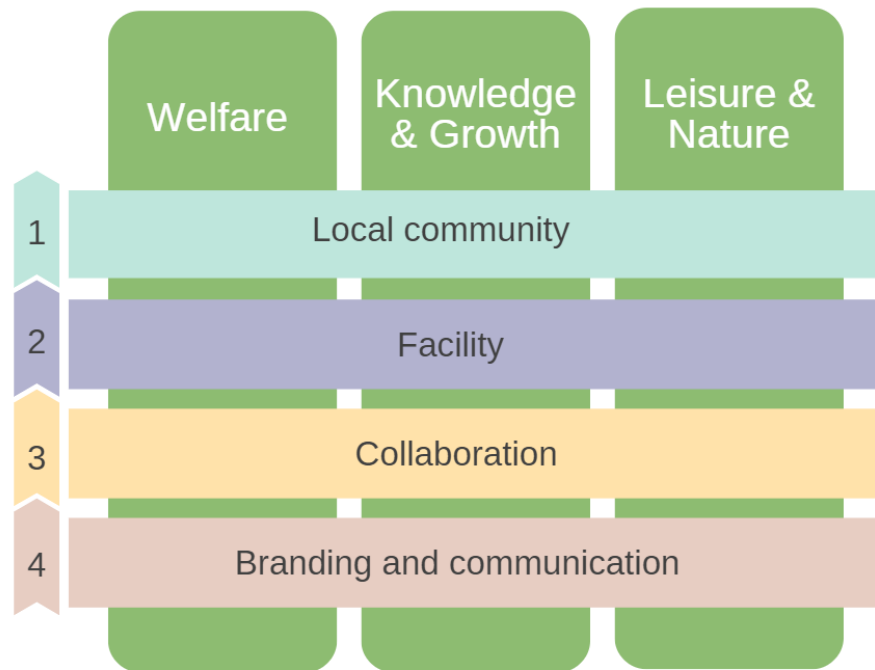 Welfare
Knowledge
& Growth
Leisure &
Nature
1
Local community
2
Facility
3
Collaboration
4
Branding and communication